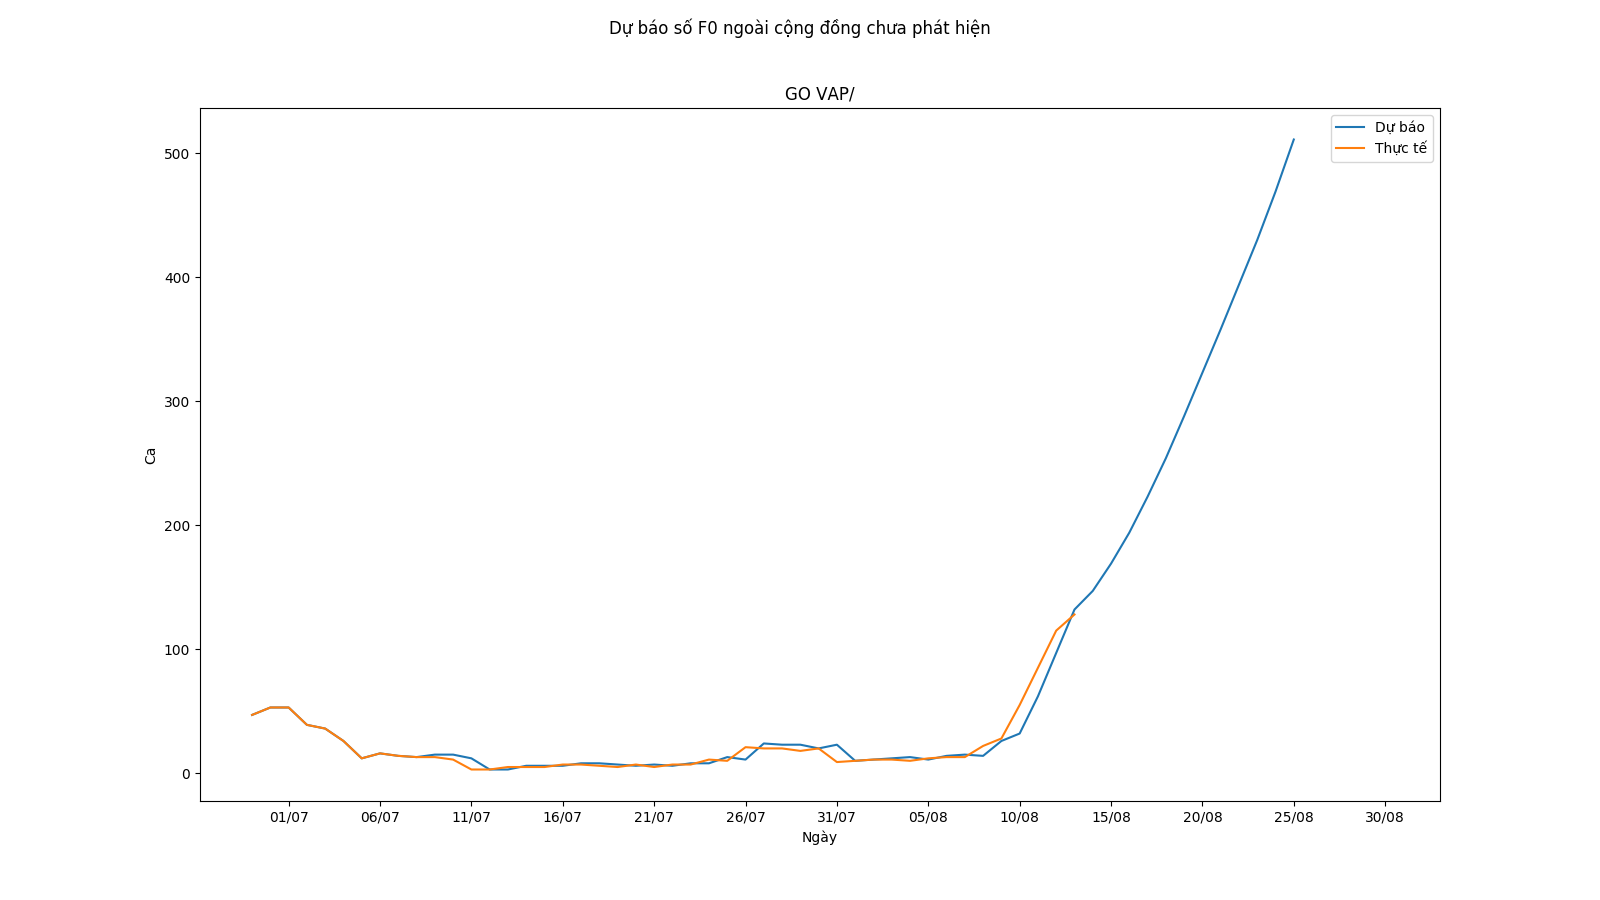 Dự báo số F0 ngoài cộng đồng chưa phát hiện
GO VAP/
Dự báo
Thực tế
500
400
300
200
100
0
Ca
01/07 06/07 11/07 16/07 21/07 26/07 31/07 05/08 10/08 15/08 20/08 25/08 30/08
Ngày